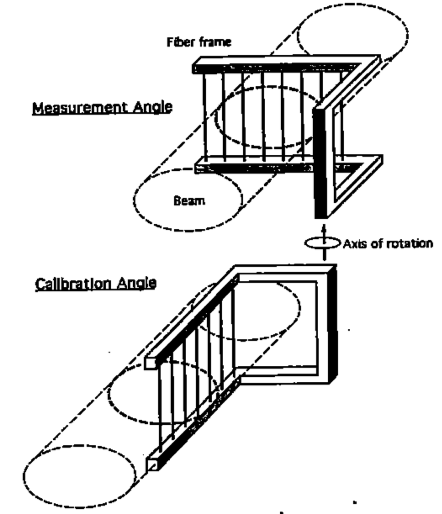 Fiber frame
Measurement Angle
Beam
Axis of rotation
Calibration Angle